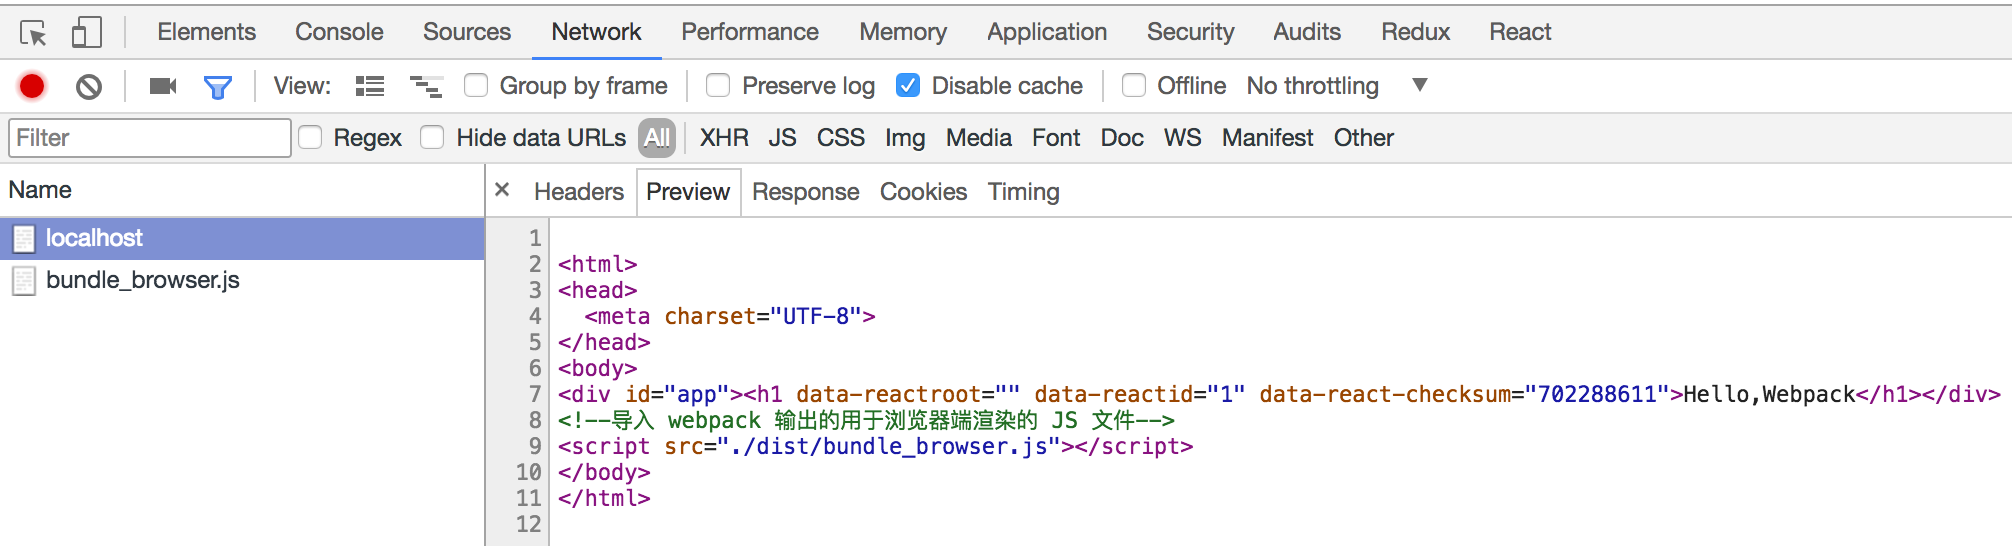 Elements Console Sources Network Performance Memory Application Security Audits Redux React
View: Group by frame Preserve log Disable cache Offline No throttling ▼
Filter Regex Hide data URLs All XHR JS CSS Img Media Font Doc WS Manifest Other
Name × Headers Preview Response Cookies Timing
localhost
bundle_browser.js
1
2 <html>
3 <head>
4   <meta charset="UTF-8">
5 </head>
6 <body>
7 <div id="app"><h1 data-reactroot="" data-reactid="1" data-react-checksum="702288611">Hello,Webpack</h1></div>
8 <!--导入 webpack 输出的用于浏览器端渲染的 JS 文件-->
9 <script src="./dist/bundle_browser.js"></script>
10 </body>
11 </html>
12